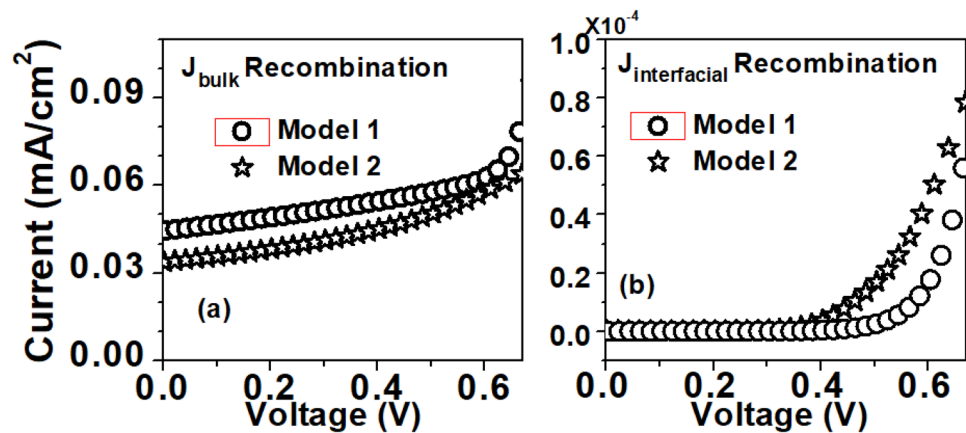 Current (mA/cm²)
J_bulk Recombination
Model 1
Model 2
0.09
0.06
0.03
0.00
(a)
0.0 0.2 0.4 0.6
Voltage (V)
X10⁻⁴
1.0
J_interfacial Recombination
Model 1
Model 2
0.8
0.6
0.4
0.2
0.0
(b)
0.0 0.2 0.4 0.6
Voltage (V)